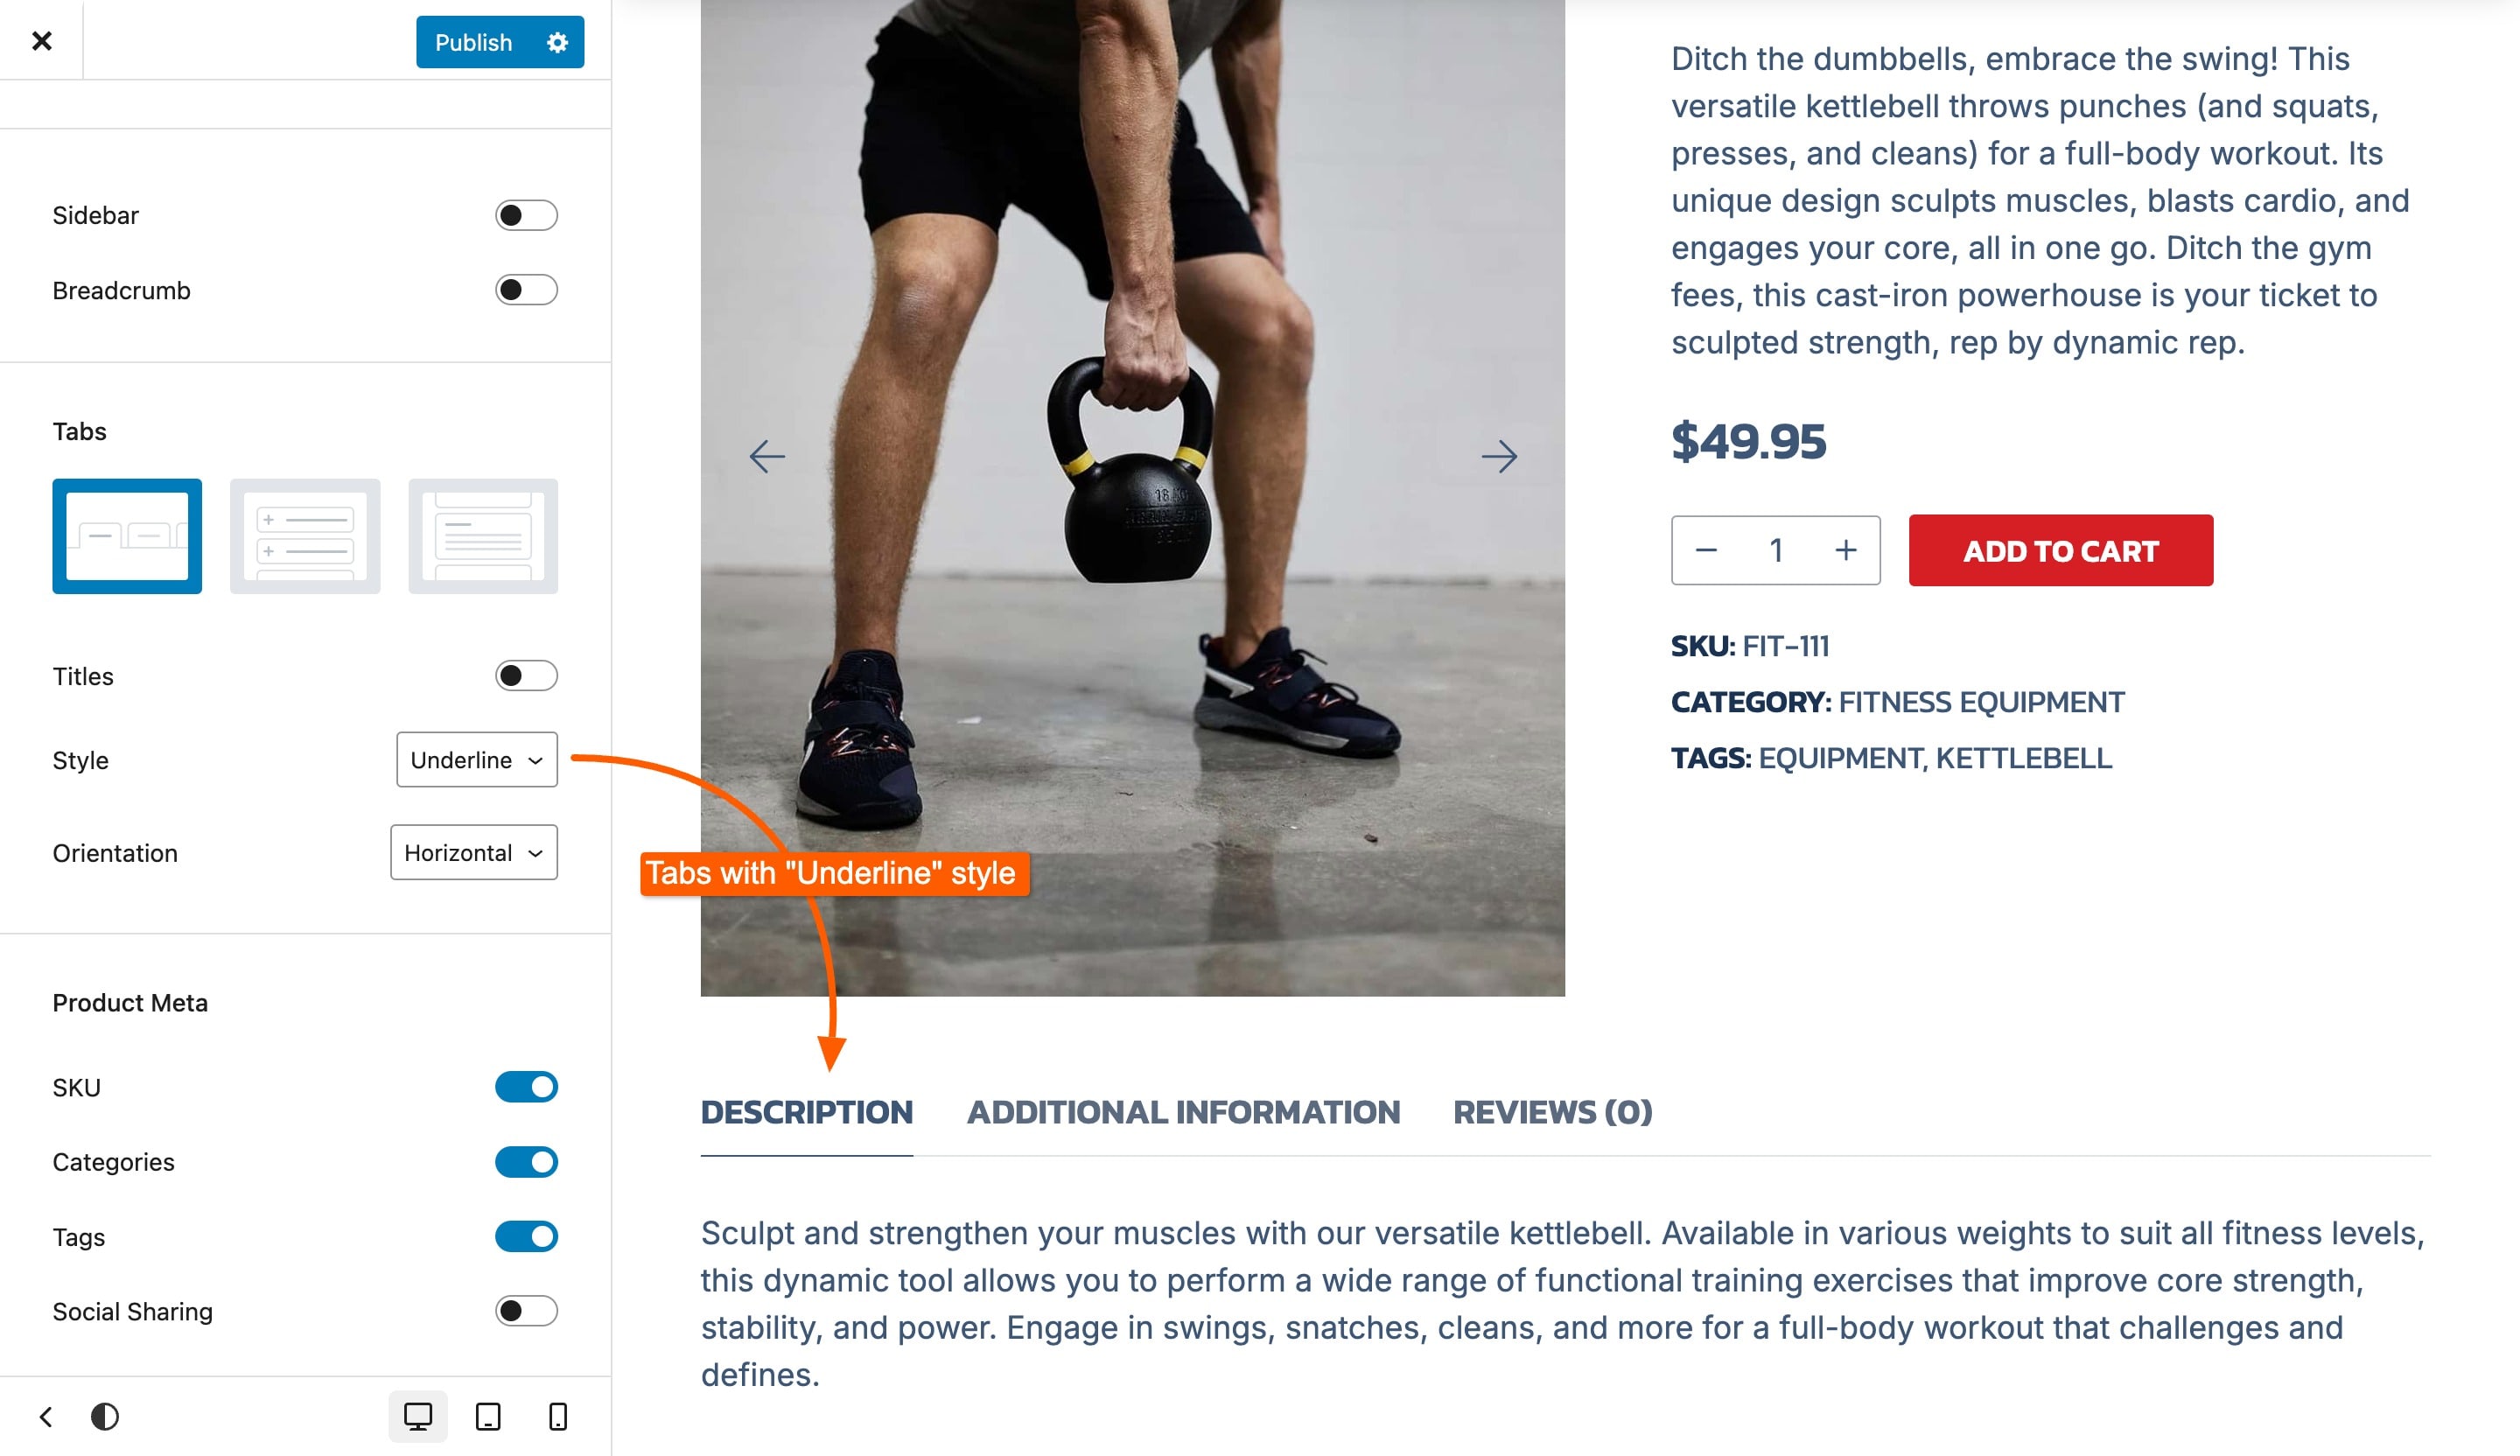 Publish
Sidebar
Breadcrumb
Tabs
Titles
Style
Underline
Orientation
Horizontal
Product Meta
SKU
Categories
Tags
Social Sharing
Tabs with "Underline" style
Ditch the dumbbells, embrace the swing! This
versatile kettlebell throws punches (and squats,
presses, and cleans) for a full-body workout. Its
unique design sculpts muscles, blasts cardio, and
engages your core, all in one go. Ditch the gym
fees, this cast-iron powerhouse is your ticket to
sculpted strength, rep by dynamic rep.
$49.95
− 1 +
ADD TO CART
SKU: FIT-111
CATEGORY: FITNESS EQUIPMENT
TAGS: EQUIPMENT, KETTLEBELL
DESCRIPTION ADDITIONAL INFORMATION REVIEWS (0)
Sculpt and strengthen your muscles with our versatile kettlebell. Available in various weights to suit all fitness levels,
this dynamic tool allows you to perform a wide range of functional training exercises that improve core strength,
stability, and power. Engage in swings, snatches, cleans, and more for a full-body workout that challenges and
defines.